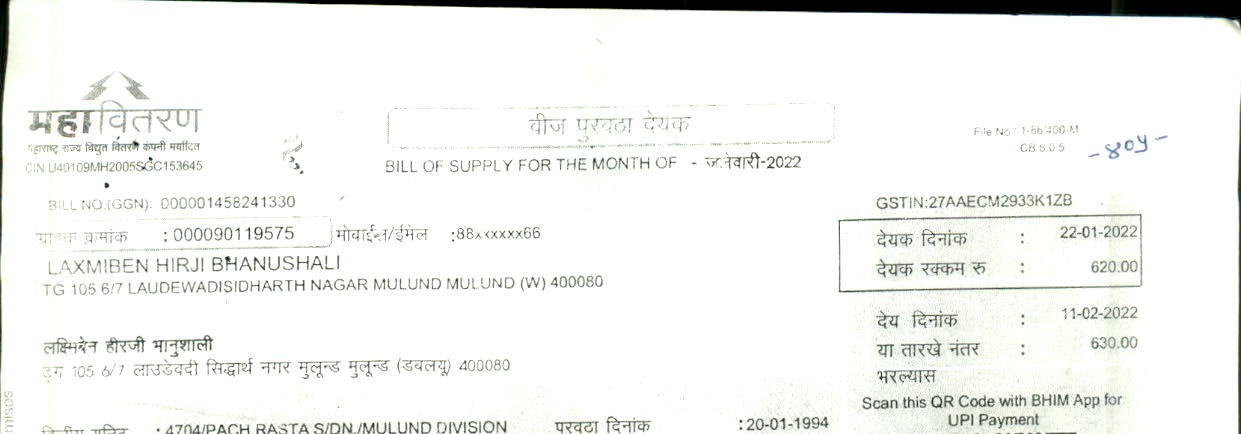 महावितरण
महाराष्ट्र राज्य विद्युत वितरण कंपनी मर्यादित
CIN U40109MH2005SGC153645
वीज पुरवठा देयक
BILL OF SUPPLY FOR THE MONTH OF - जानेवारी-2022
File No : 1-86 400-M
CB 8.0.5
BILL NO.(GGN): 000001458241330
GSTIN:27AAECM2933K1ZB
ग्राहक क्रमांक : 000090119575 मोबाईल/ईमेल :88xxxxxx66
देयक दिनांक : 22-01-2022
देयक रक्कम रु : 620.00
LAXMIBEN HIRJI BHANUSHALI
TG 105 6/7 LAUDEWADISIDHARTH NAGAR MULUND MULUND (W) 400080
देय दिनांक : 11-02-2022
या तारखे नंतर : 630.00
भरल्यास
लक्ष्मिबेन हीरजी भानुशाली
ट्ग 105 6/7 लाउडेवदी सिद्धार्थ नगर मुलून्ड मुलून्ड (डबलयू) 400080
Scan this QR Code with BHIM App for
UPI Payment
: 4704/PACH RASTA S/DN./MULUND DIVISION परवठा दिनांक :20-01-1994